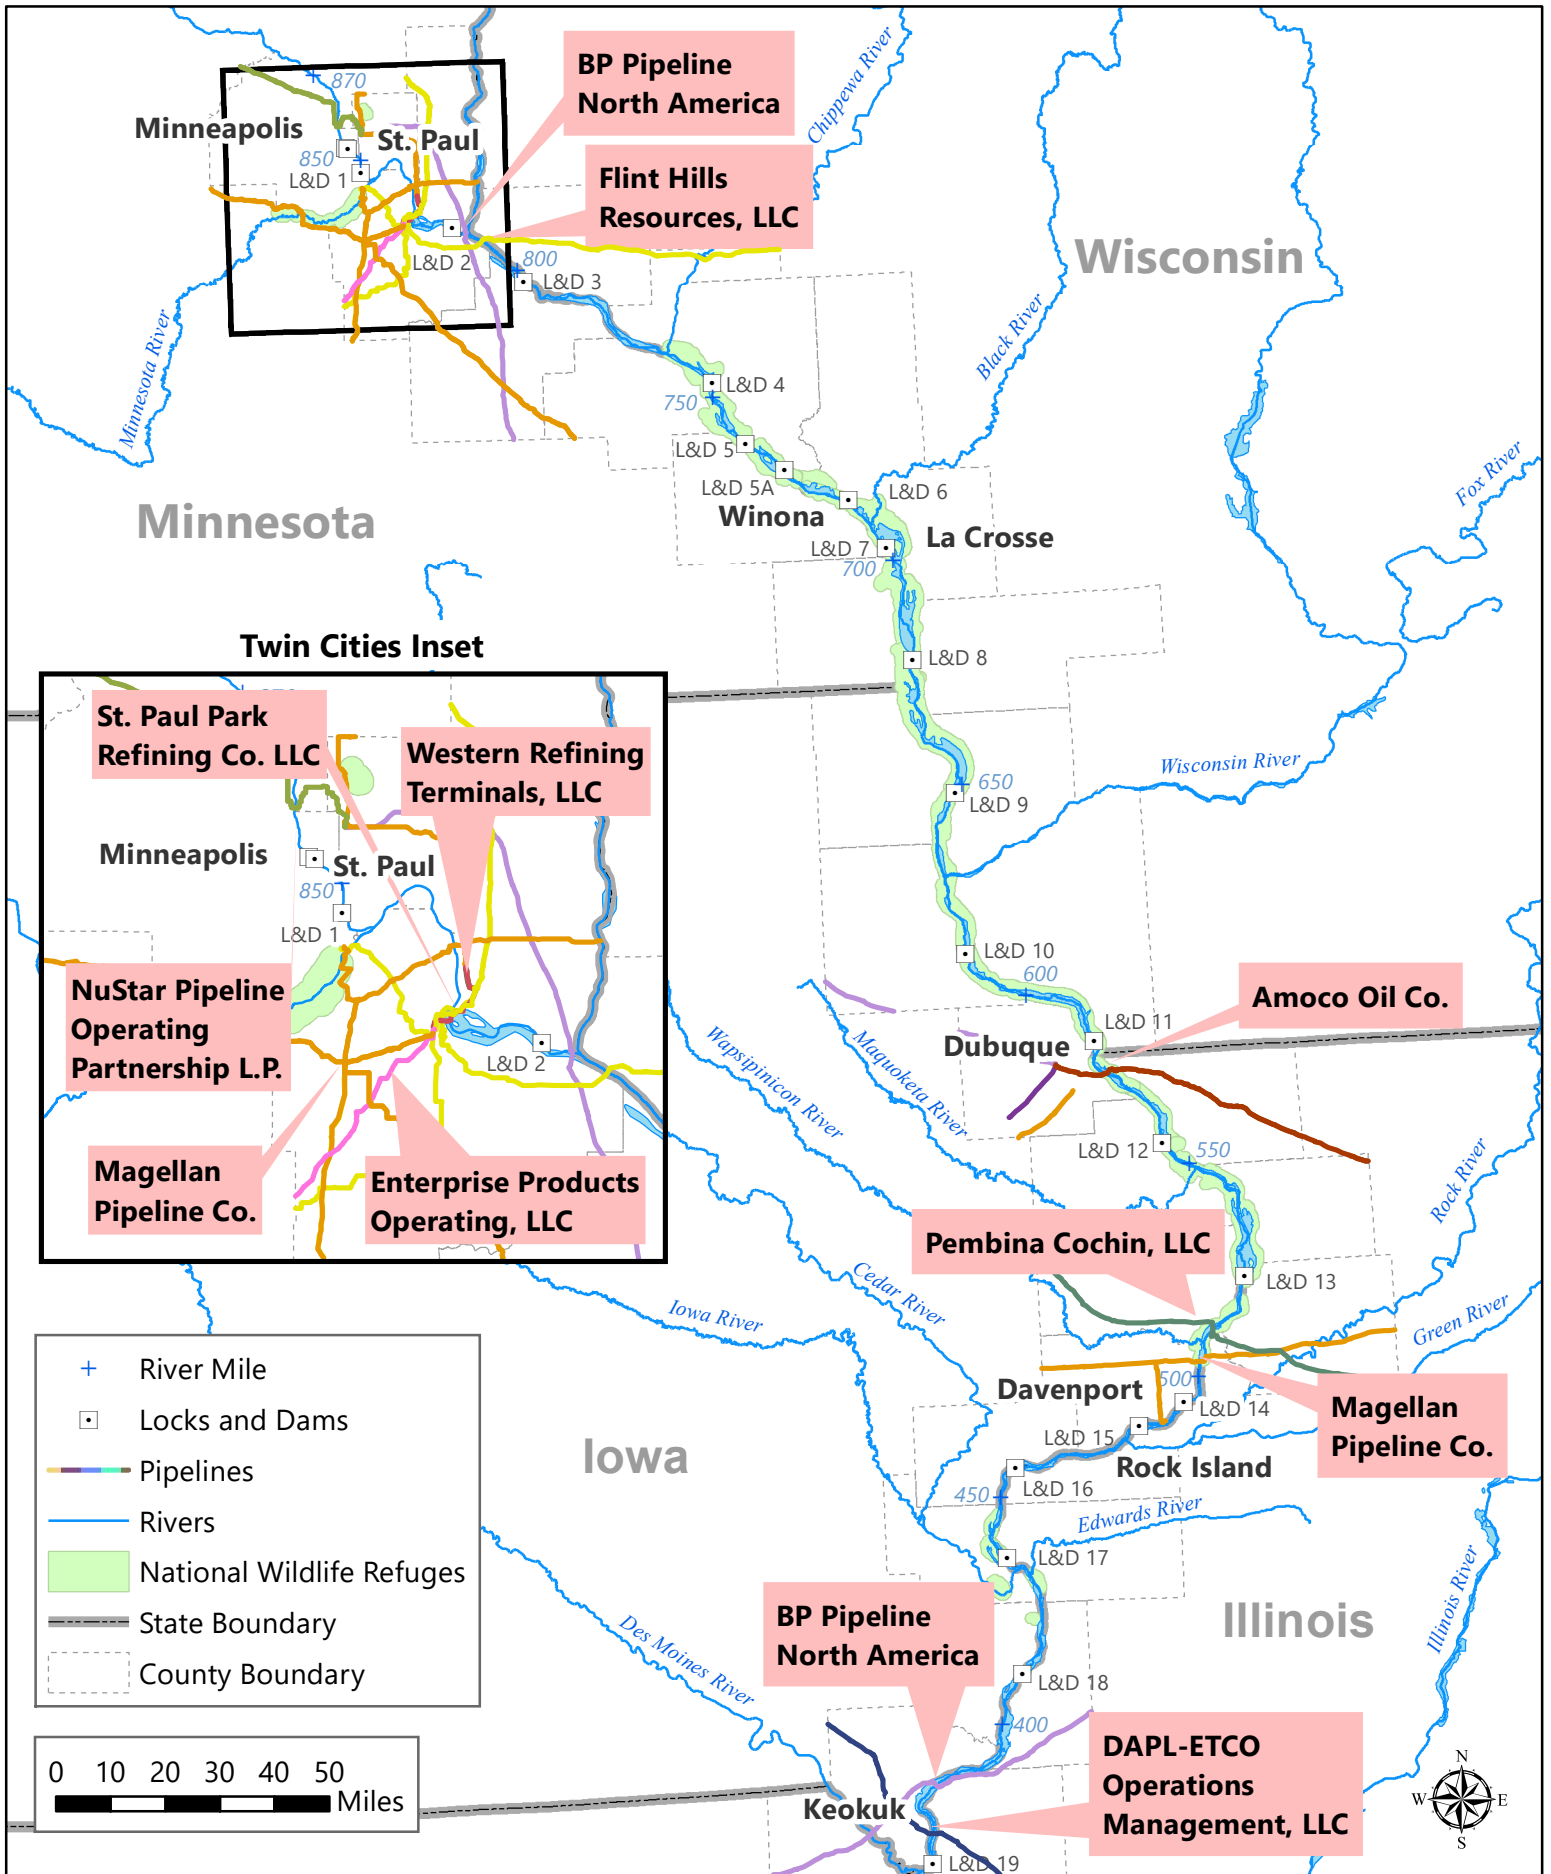 870
BP Pipeline
North America
Chippewa River
Minneapolis
St. Paul
850
L&D 1
Flint Hills
Resources, LLC
L&D 2
800
L&D 3
Wisconsin
Minnesota River
Black River
L&D 4
750
L&D 5
L&D 5A
Fox River
L&D 6
Winona
Minnesota
La Crosse
L&D 7
700
Twin Cities Inset
L&D 8
St. Paul Park
Refining Co. LLC
Western Refining
Terminals, LLC
Wisconsin River
650
L&D 9
Minneapolis
St. Paul
850
L&D 1
L&D 10
600
NuStar Pipeline
Operating
Partnership L.P.
Amoco Oil Co.
L&D 11
Dubuque
L&D 2
Wapsipinicon River
Maquoketa River
L&D 12
550
Magellan
Pipeline Co.
Enterprise Products
Operating, LLC
Rock River
Pembina Cochin, LLC
L&D 13
Cedar River
Iowa River
Green River
River Mile
Locks and Dams
Pipelines
Rivers
National Wildlife Refuges
State Boundary
County Boundary
Davenport
500
L&D 14
Magellan
Pipeline Co.
L&D 15
Iowa
Rock Island
L&D 16
450
Edwards River
L&D 17
Illinois River
BP Pipeline
North America
Illinois
Des Moines River
L&D 18
400
DAPL-ETCO
Operations
Management, LLC
0 10 20 30 40 50
Miles
Keokuk
N
W E
S
L&D 19